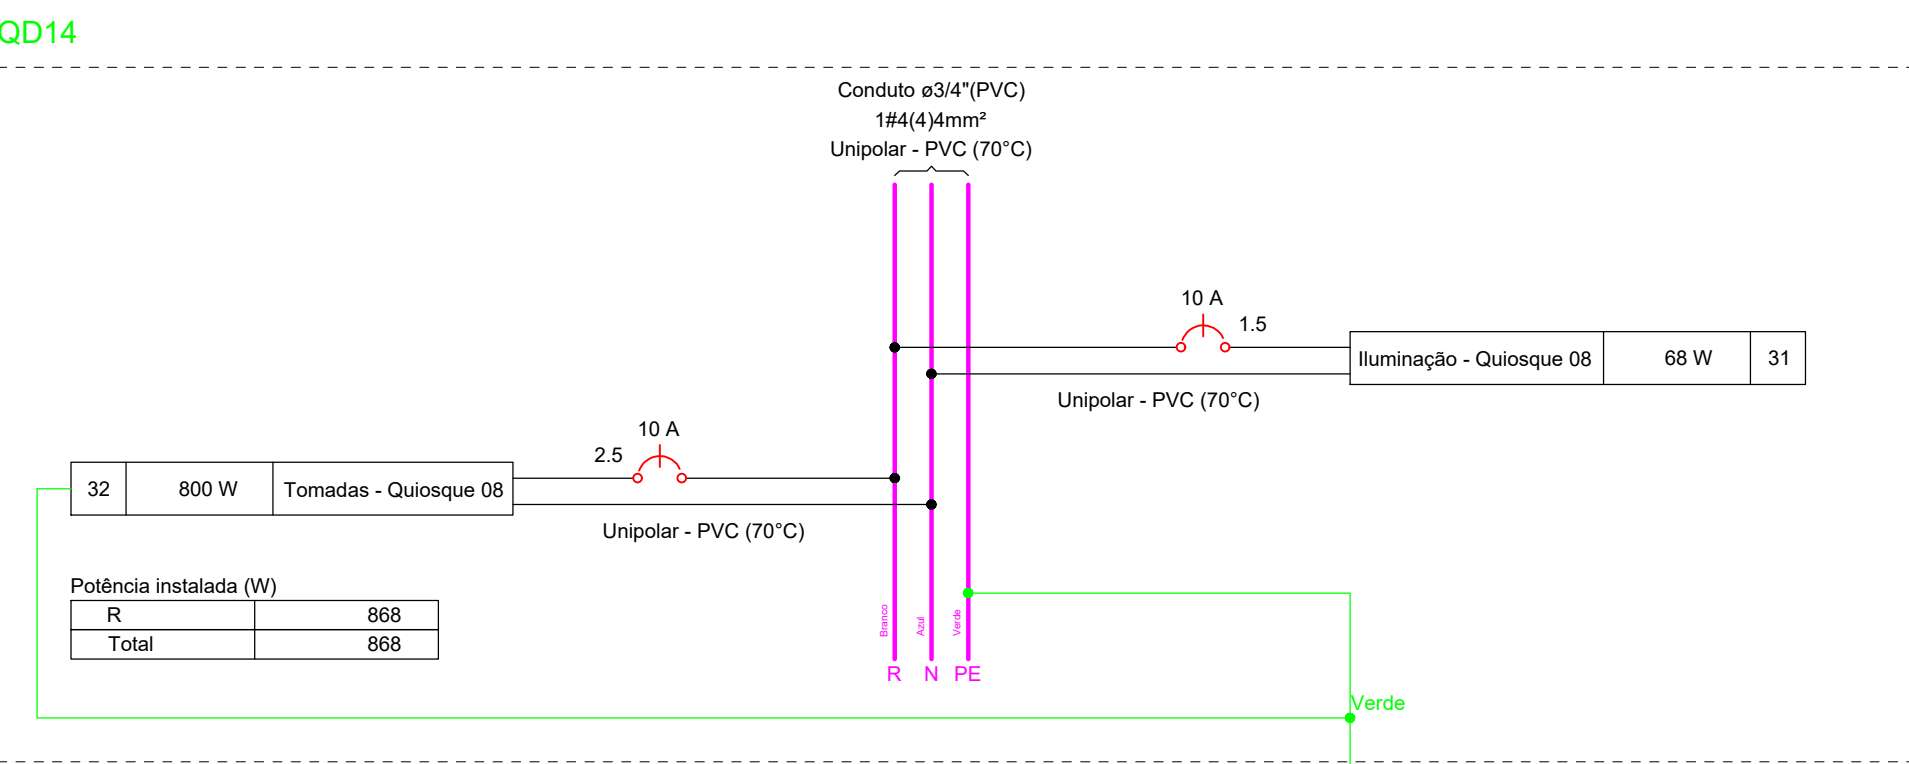 QD14
Conduto ø3/4"(PVC)
1#4(4)4mm²
Unipolar - PVC (70°C)
10 A
1.5
Iluminação - Quiosque 08 68 W 31
Unipolar - PVC (70°C)
10 A
2.5
32 800 W Tomadas - Quiosque 08
Unipolar - PVC (70°C)
Potência instalada (W)
R 868
Total 868
Branco
Azul
Verde
R N PE
Verde